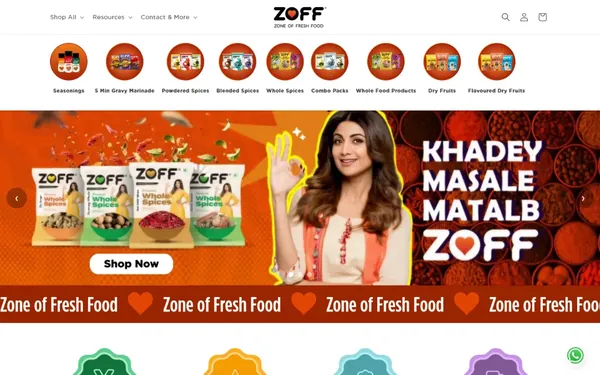 Shop All
Resources
Contact & More
ZOFF
ZONE OF FRESH FOOD
Seasonings
5 Min Gravy Marinade
Powdered Spices
Blended Spices
Whole Spices
Combo Packs
Whole Food Products
Dry Fruits
Flavoured Dry Fruits
ZOFF
Whole
Spices
ZOFF
Whole
Spices
ZOFF
Whole
Spices
ZOFF
Whole
Spices
Shop Now
KHADEY
MASALE
MATALB
ZOFF
Zone of Fresh Food
Zone of Fresh Food
Zone of Fresh Food
Zone of Fresh Foo